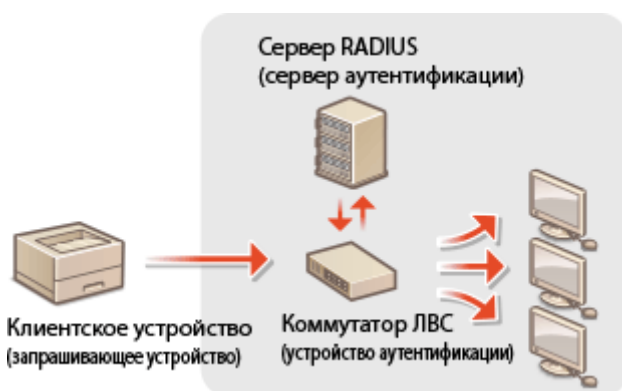 Сервер RADIUS
(сервер аутентификации)
Клиентское устройство
(запрашивающее устройство)
Коммутатор ЛВС
(устройство аутентификации)